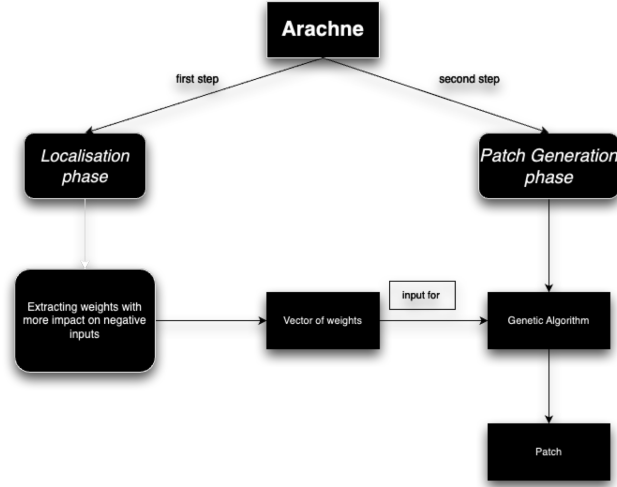 Arachne
first step
second step
Localisation
phase
Patch Generation
phase
Extracting weights with
more impact on negative
inputs
Vector of weights
input for
Genetic Algorithm
Patch